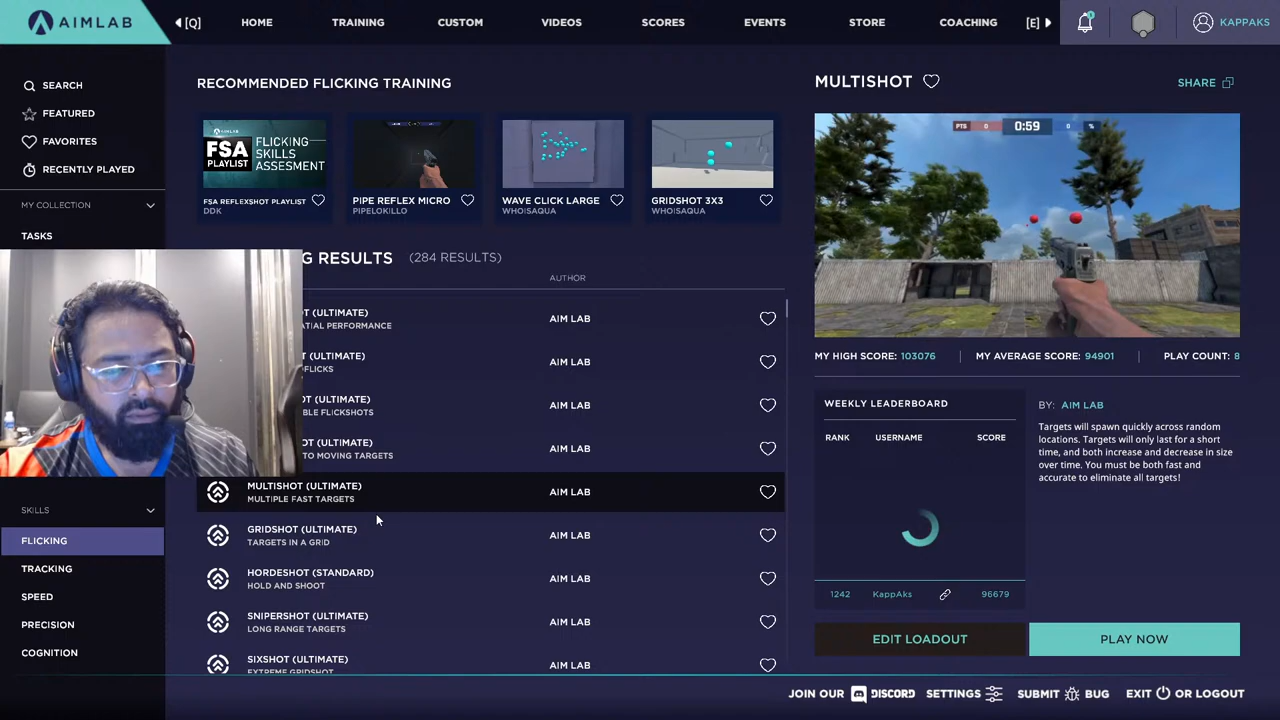 AIMLAB
[Q]
HOME
TRAINING
CUSTOM
VIDEOS
SCORES
EVENTS
STORE
COACHING
[E]
KAPPAKS
SEARCH
FEATURED
FAVORITES
RECENTLY PLAYED
MY COLLECTION
TASKS
SKILLS
FLICKING
TRACKING
SPEED
PRECISION
COGNITION
RECOMMENDED FLICKING TRAINING
AIMLAB
FSA
PLAYLIST
FLICKING
SKILLS
ASSESMENT
FSA REFLEXSHOT PLAYLIST
DDK
PIPE REFLEX MICRO
PIPELOKILLO
WAVE CLICK LARGE
WHOISAQUA
GRIDSHOT 3X3
WHOISAQUA
G RESULTS (284 RESULTS)
AUTHOR
T (ULTIMATE)
ATIAL PERFORMANCE
AIM LAB
T (ULTIMATE)
FLICKS
AIM LAB
OT (ULTIMATE)
BLE FLICKSHOTS
AIM LAB
OT (ULTIMATE)
TO MOVING TARGETS
AIM LAB
MULTISHOT (ULTIMATE)
MULTIPLE FAST TARGETS
AIM LAB
GRIDSHOT (ULTIMATE)
TARGETS IN A GRID
AIM LAB
HORDESHOT (STANDARD)
HOLD AND SHOOT
AIM LAB
SNIPERSHOT (ULTIMATE)
LONG RANGE TARGETS
AIM LAB
SIXSHOT (ULTIMATE)
EXTREME GRIDSHOT
AIM LAB
MULTISHOT
SHARE
PTS 0 0:59 0 %
MY HIGH SCORE: 103076
MY AVERAGE SCORE: 94901
PLAY COUNT: 8
WEEKLY LEADERBOARD
RANK USERNAME SCORE
1242 KappAks 96679
BY: AIM LAB
Targets will spawn quickly across random
locations. Targets will only last for a short
time, and both increase and decrease in size
over time. You must be both fast and
accurate to eliminate all targets!
EDIT LOADOUT
PLAY NOW
JOIN OUR DISCORD
SETTINGS
SUBMIT BUG
EXIT OR LOGOUT